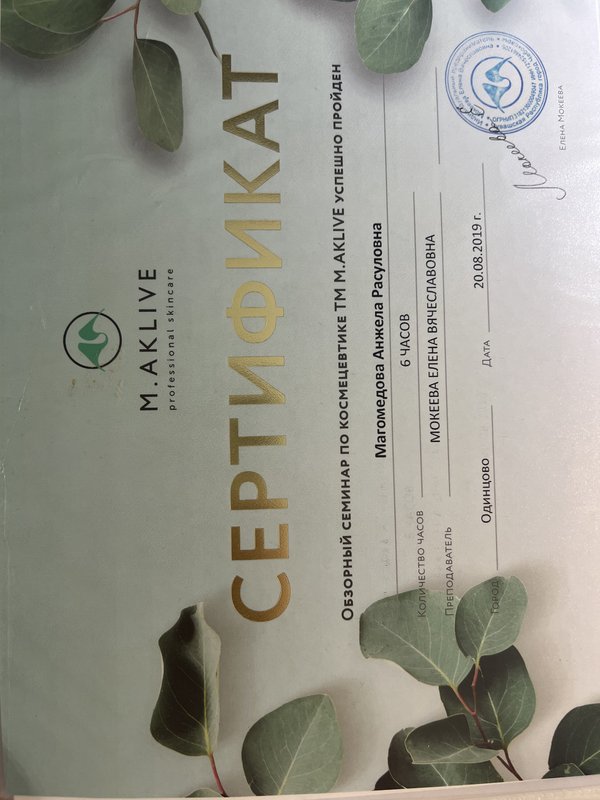 M.AKLIVE
professional skincare
СЕРТИФИКАТ
Обзорный семинар по космецевтике ТМ M.AKLIVE успешно пройден
Магомедова Анжела Расуловна
Количество часов 6 ЧАСОВ
Преподаватель МОКЕЕВА ЕЛЕНА ВЯЧЕСЛАВОВНА
Город Одинцово Дата 20.08.2019 г.
Елена Мокеева